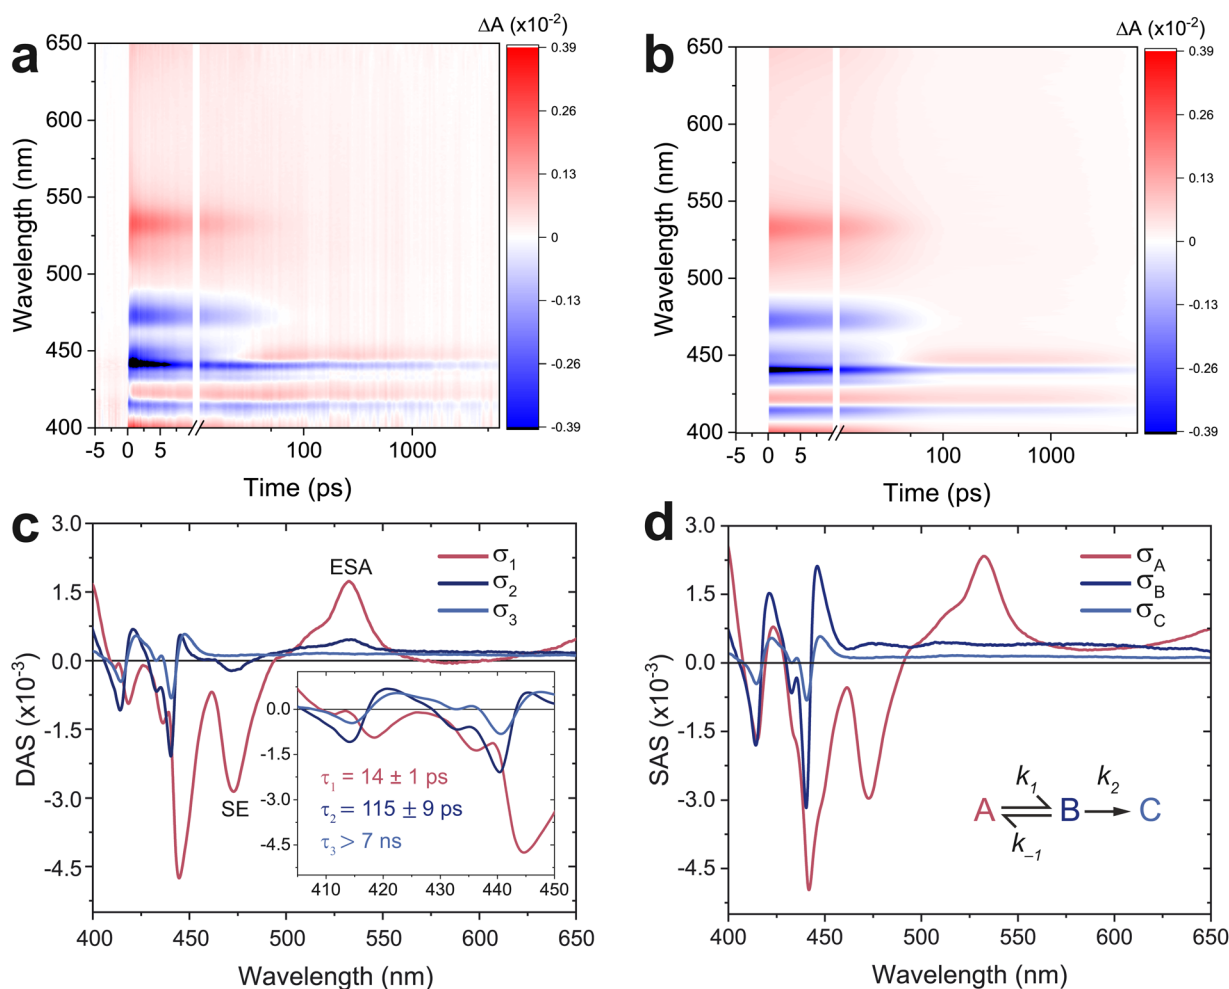 a
ΔA (x10-2)
650
600
550
500
450
400
Wavelength (nm)
-5 0 5 100 1000
Time (ps)
0.39
0.26
0.13
0
-0.13
-0.26
-0.39
b
ΔA (x10-2)
650
600
550
500
450
400
Wavelength (nm)
-5 0 5 100 1000
Time (ps)
0.39
0.26
0.13
0
-0.13
-0.26
-0.39
c
3.0
1.5
0.0
-1.5
-3.0
-4.5
DAS (x10-3)
ESA
SE
σ1
σ2
σ3
0.0
-1.5
-3.0
-4.5
τ1 = 14 ± 1 ps
τ2 = 115 ± 9 ps
τ3 > 7 ns
410 420 430 440 450
400 450 500 550 600 650
Wavelength (nm)
d
3.0
1.5
0.0
-1.5
-3.0
-4.5
SAS (x10-3)
σA
σB
σC
k1 k2
A B C
k−1
400 450 500 550 600 650
Wavelength (nm)